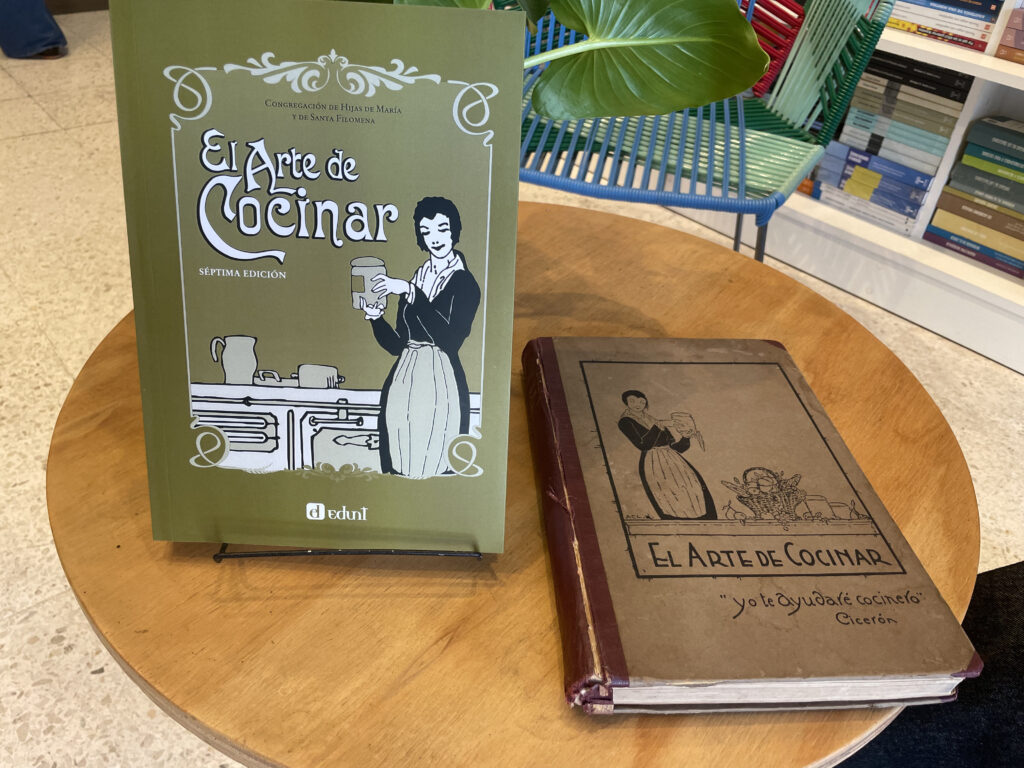 CONGREGACIÓN DE HIJAS DE MARÍA
Y DE SANTA FILOMENA
El Arte de
Cocinar
SÉPTIMA EDICIÓN
edunt
EL ARTE DE COCINAR
"yo te ayudaré cocinero"
Cicerón